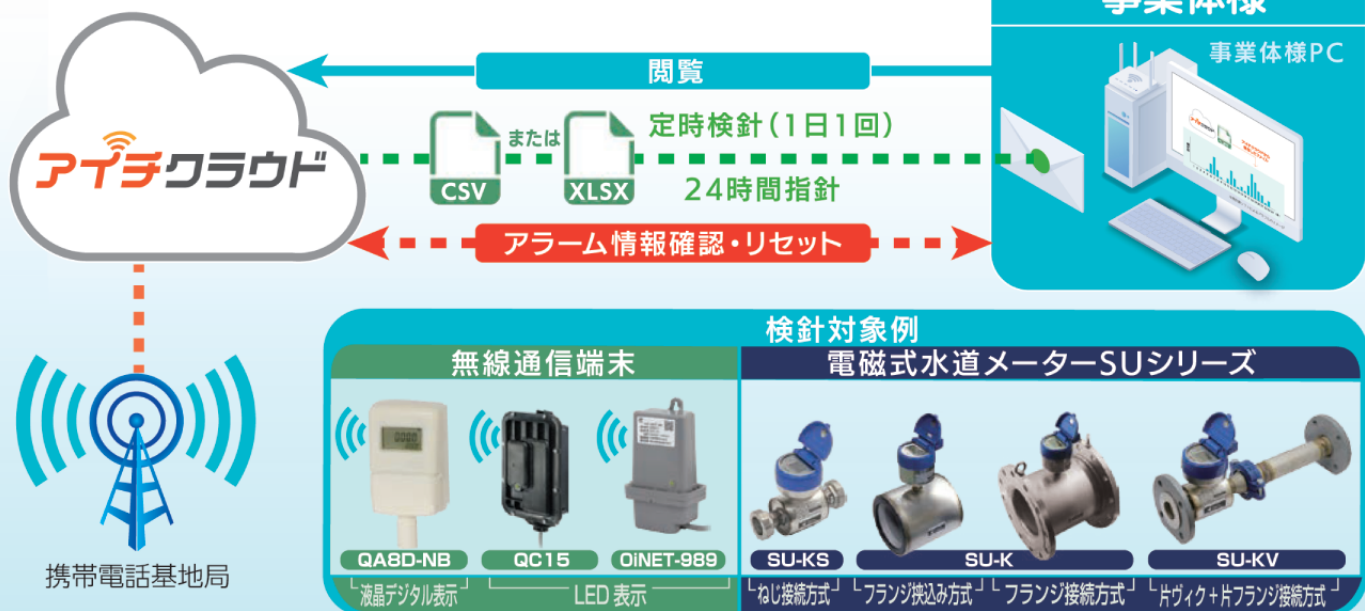 事業体様
事業体様PC
閲覧
アイチクラウド
CSV
または
XLSX
定時検針(1日1回)
24時間指針
アラーム情報確認・リセット
携帯電話基地局
検針対象例
無線通信端末
電磁式水道メーターSUシリーズ
QA8D-NB
QC15
OiNET-989
SU-KS
SU-K
SU-KV
液晶デジタル表示
LED 表示
ねじ接続方式
フランジ挟込み方式
フランジ接続方式
片ヴィク+片フランジ接続方式